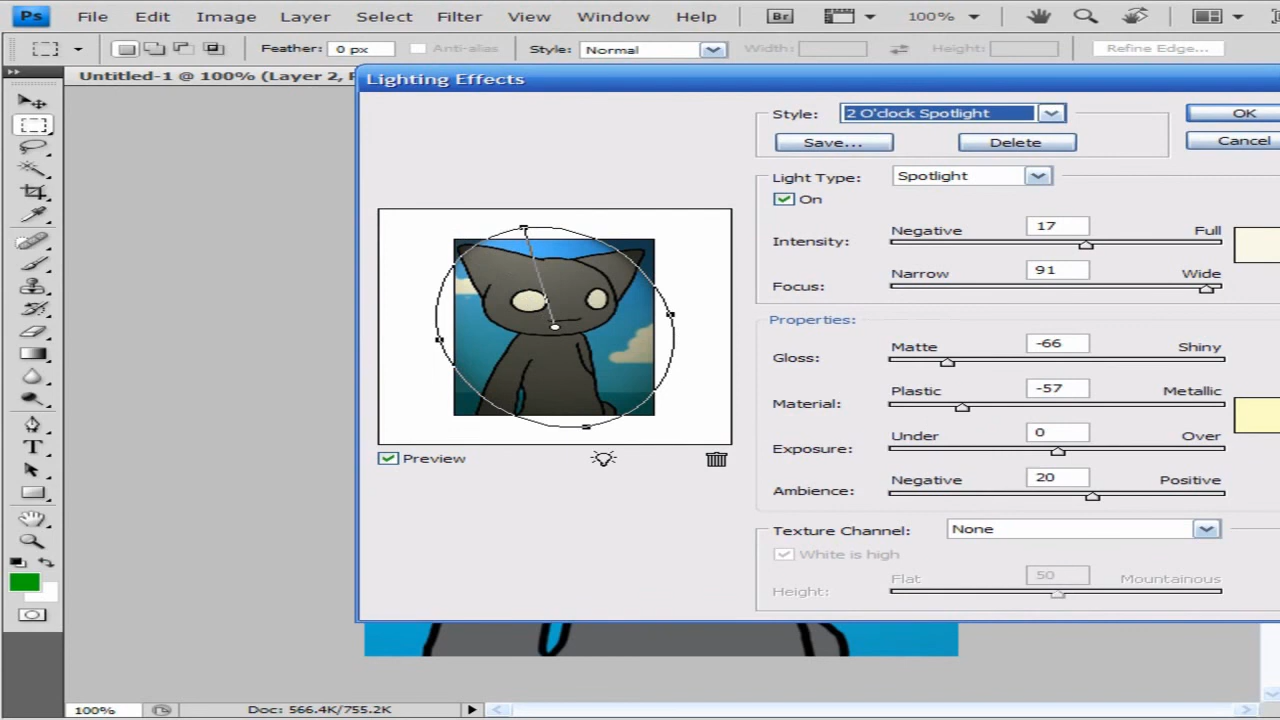 Ps File Edit Image Layer Select Filter View Window Help Br 100%
Feather: 0 px Anti-alias Style: Normal Width: Height: Refine Edge...
Untitled-1 @ 100% (Layer 2,
Lighting Effects
Style: 2 O'clock Spotlight OK
Save... Delete Cancel
Light Type: Spotlight
On
Negative 17 Full
Intensity:
Narrow 91 Wide
Focus:
Properties:
Matte -66 Shiny
Gloss:
Plastic -57 Metallic
Material:
Under 0 Over
Exposure:
Preview
Negative 20 Positive
Ambience:
Texture Channel: None
White is high
Flat 50 Mountainous
Height:
T
100% Doc: 566.4K/755.2K